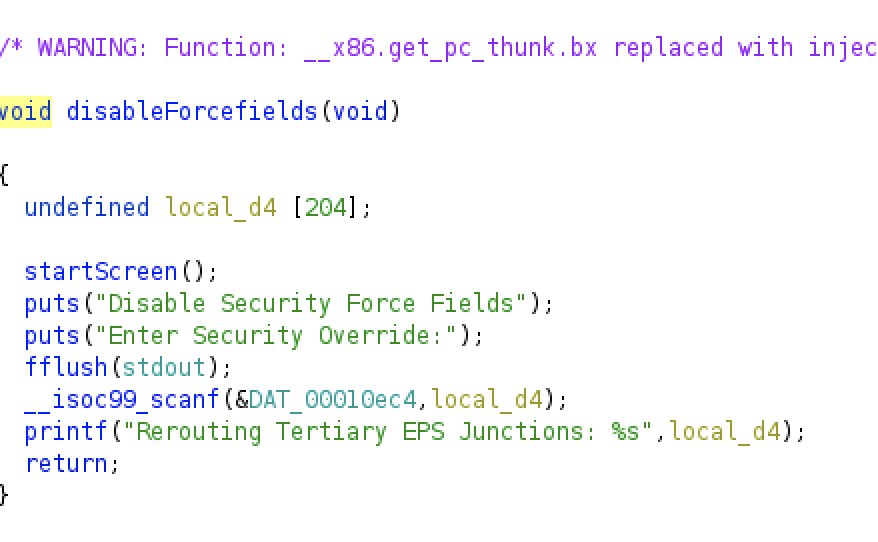 /* WARNING: Function: __x86.get_pc_thunk.bx replaced with injec
void disableForcefields(void)
{
undefined local_d4 [204];
startScreen();
puts("Disable Security Force Fields");
puts("Enter Security Override:");
fflush(stdout);
__isoc99_scanf(&DAT_00010ec4,local_d4);
printf("Rerouting Tertiary EPS Junctions: %s",local_d4);
return;
}